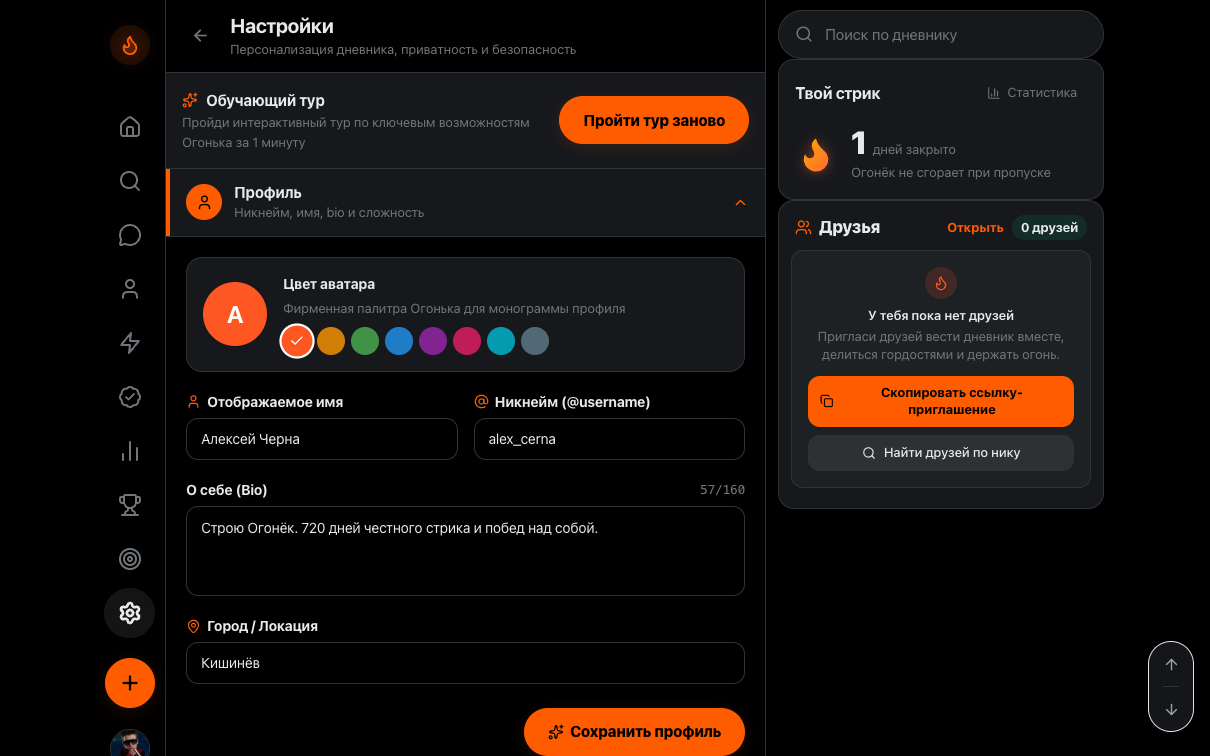 Настройки
Персонализация дневника, приватность и безопасность
Обучающий тур
Пройди интерактивный тур по ключевым возможностям
Огонька за 1 минуту
Пройти тур заново
Профиль
Никнейм, имя, bio и сложность
А
Цвет аватара
Фирменная палитра Огонька для монограммы профиля
Отображаемое имя
Никнейм (@username)
Алексей Черна
alex_cerna
О себе (Bio)
57/160
Строю Огонёк. 720 дней честного стрика и побед над собой.
Город / Локация
Кишинёв
Сохранить профиль
Поиск по дневнику
Твой стрик
Статистика
1 дней закрыто
Огонёк не сгорает при пропуске
Друзья
Открыть
0 друзей
У тебя пока нет друзей
Пригласи друзей вести дневник вместе,
делиться гордостями и держать огонь.
Скопировать ссылку-
приглашение
Найти друзей по нику